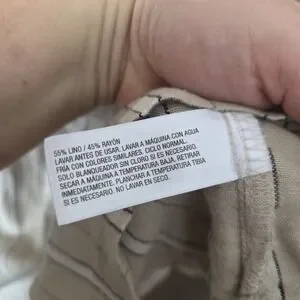 55% LINO / 45% RAYÓN
LAVAR ANTES DE USAR. LAVAR A MÁQUINA CON AGUA
FRÍA CON COLORES SIMILARES. CICLO NORMAL.
SOLO BLANQUEADOR SIN CLORO SI ES NECESARIO.
SECAR A MÁQUINA A TEMPERATURA BAJA. RETIRAR
INMEDIATAMENTE. PLANCHAR A TEMPERATURA TIBIA
SI ES NECESARIO. NO LAVAR EN SECO.